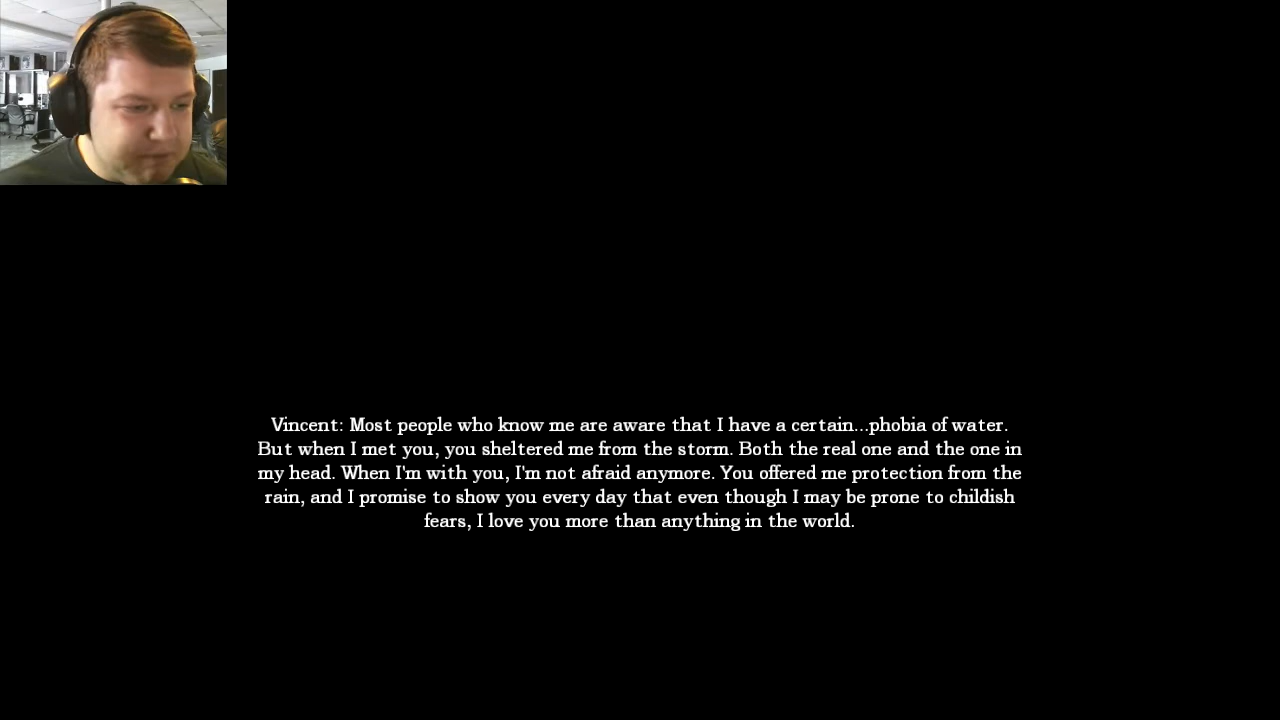 Vincent: Most people who know me are aware that I have a certain...phobia of water.
But when I met you, you sheltered me from the storm. Both the real one and the one in
my head. When I'm with you, I'm not afraid anymore. You offered me protection from the
rain, and I promise to show you every day that even though I may be prone to childish
fears, I love you more than anything in the world.